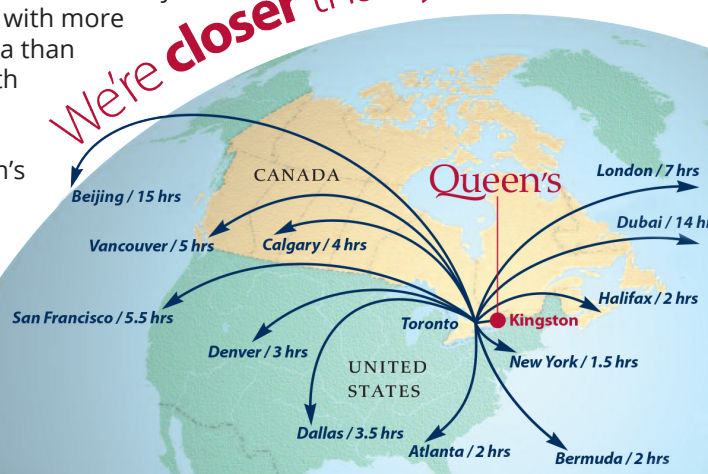 with more
a than
We're closer
n's
CANADA
Queen's
London / 7 hrs
Beijing / 15 hrs
Dubai / 14 h
Vancouver / 5 hrs
Calgary / 4 hrs
Halifax / 2 hrs
San Francisco / 5.5 hrs
Toronto
Kingston
Denver / 3 hrs
New York / 1.5 hrs
UNITED
STATES
Dallas / 3.5 hrs
Atlanta / 2 hrs
Bermuda / 2 hrs